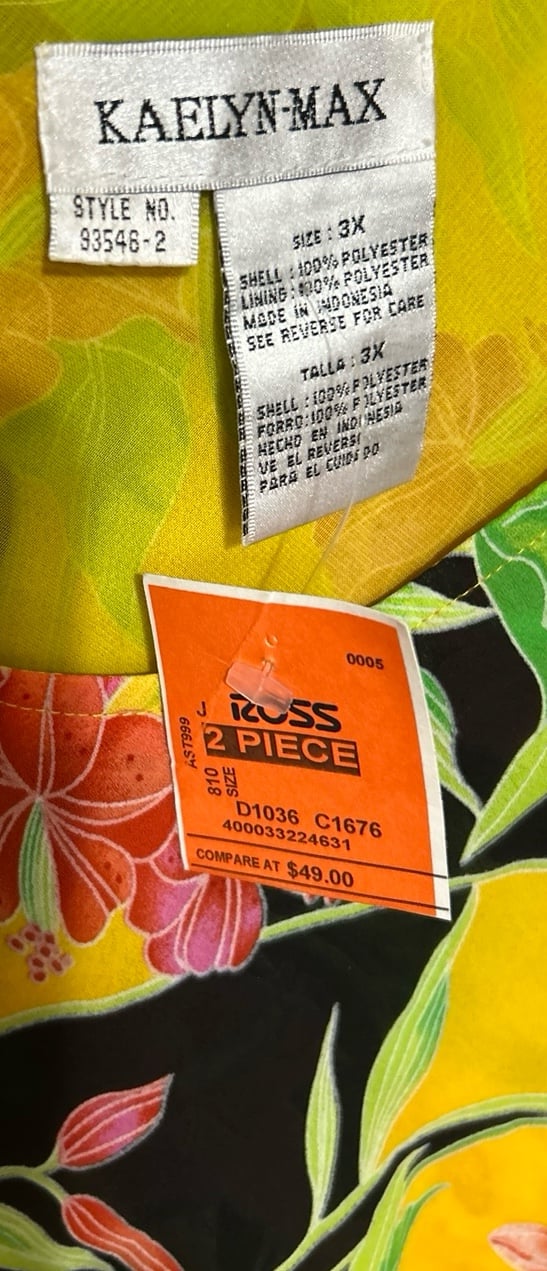 KAELYN-MAX
STYLE NO.
93546-2
SIZE : 3X
SHELL : 100% POLYESTER
LINING : 100% POLYESTER
MADE IN INDONESIA
SEE REVERSE FOR CARE
TALLA : 3X
SHELL : 100% POLYESTER
FORRO : 100% POLYESTER
HECHO EN INDONESIA
VE EL REVERSE
PARA EL CUIDADO
0005
ROSS
2 PIECE
AST999 J
810 SIZE
D1036 C1676
400033224631
COMPARE AT $49.00